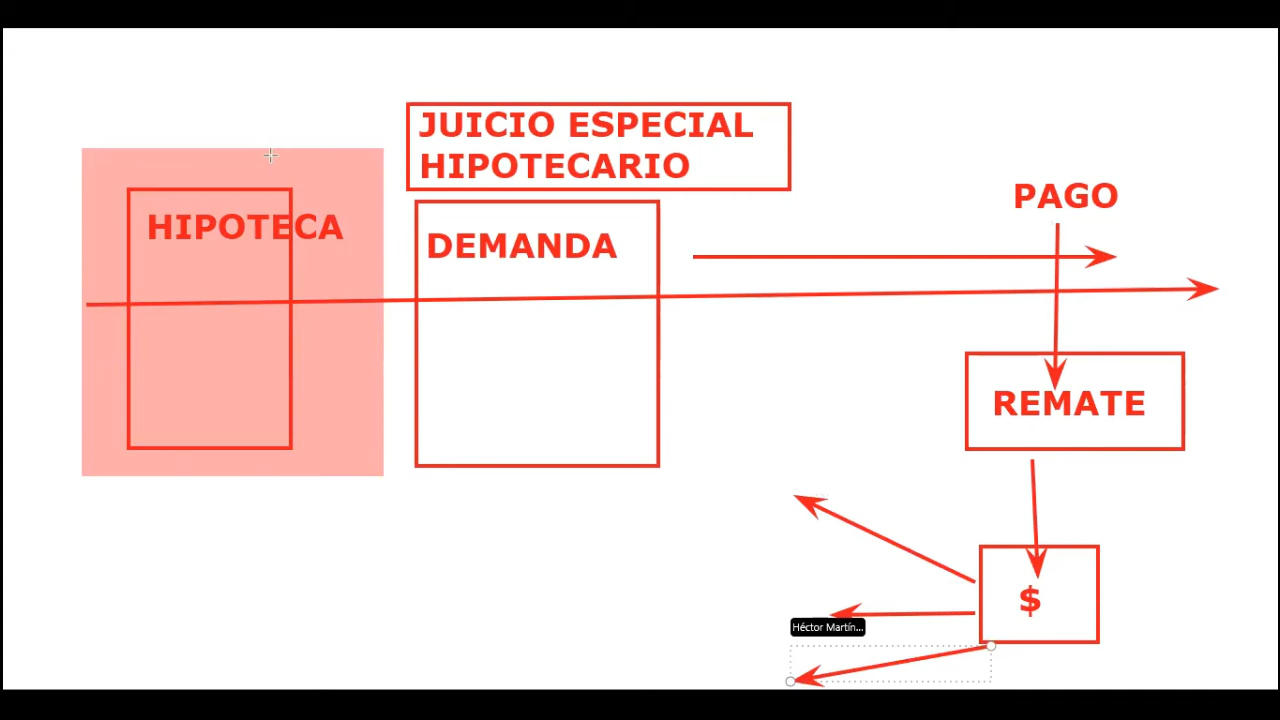 JUICIO ESPECIAL
HIPOTECARIO
PAGO
HIPOTECA
DEMANDA
REMATE
$
Héctor Martín...